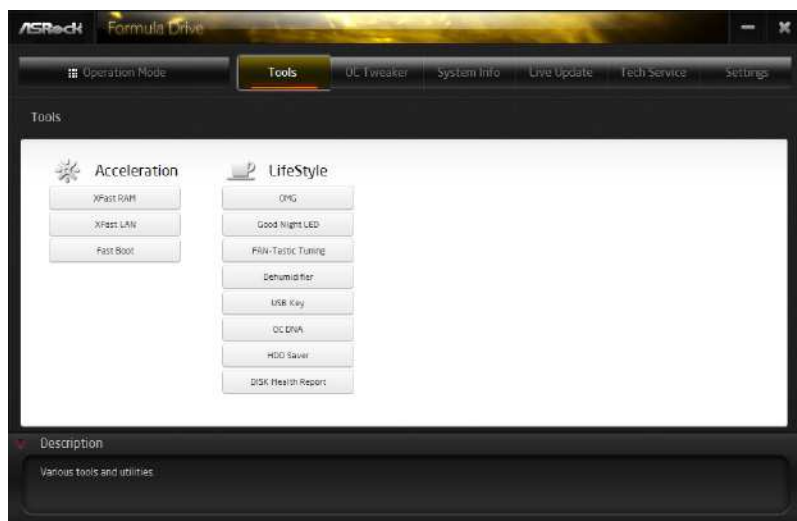 ASRock Formula Drive
Operation Mode Tools OC Tweaker System Info Live Update Tech Service Settings
Tools
Acceleration
XFast RAM
XFast LAN
Fast Boot
LifeStyle
OMG
Good Night LED
FAN-Tastic Tuning
Dehumidifier
USB Key
OC DNA
HDD Saver
DISK Health Report
Description
Various tools and utilities